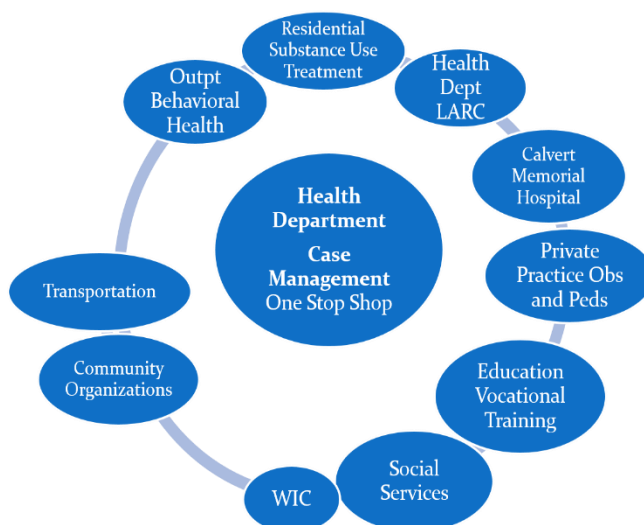 Residential
Substance Use
Treatment
Health
Dept
LARC
Calvert
Memorial
Hospital
Private
Practice Obs
and Peds
Education
Vocational
Training
Social
Services
WIC
Community
Organizations
Transportation
Outpt
Behavioral
Health
Health
Department
Case
Management
One Stop Shop